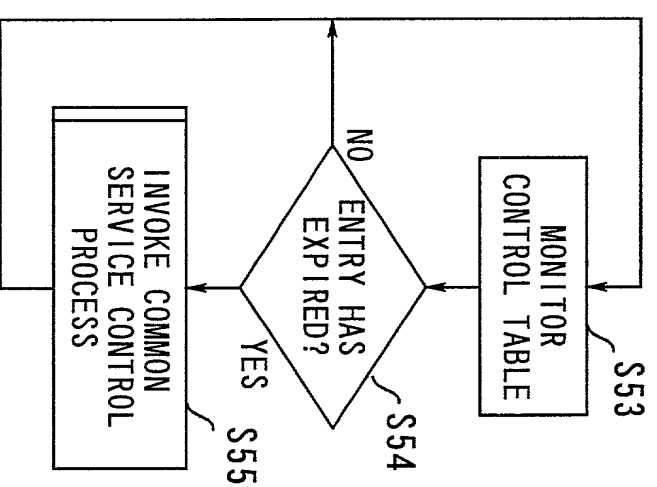 MONITOR
CONTROL TABLE
S53
ENTRY HAS
EXPIRED?
S54
NO
YES
INVOKE COMMON
SERVICE CONTROL
PROCESS
S55